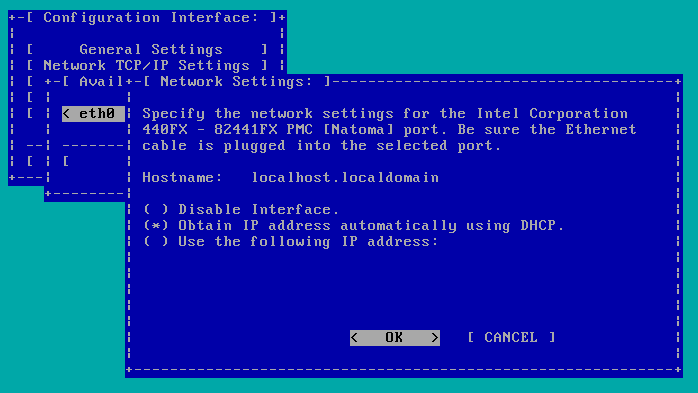 [ Configuration Interface: ]
[ General Settings ]
[ Network TCP/IP Settings ]
[ Avail
[ Network Settings: ]
< eth0
Specify the network settings for the Intel Corporation
440FX - 82441FX PMC [Natoma] port. Be sure the Ethernet
cable is plugged into the selected port.
Hostname: localhost.localdomain
( ) Disable Interface.
(*) Obtain IP address automatically using DHCP.
( ) Use the following IP address:
< OK > [ CANCEL ]